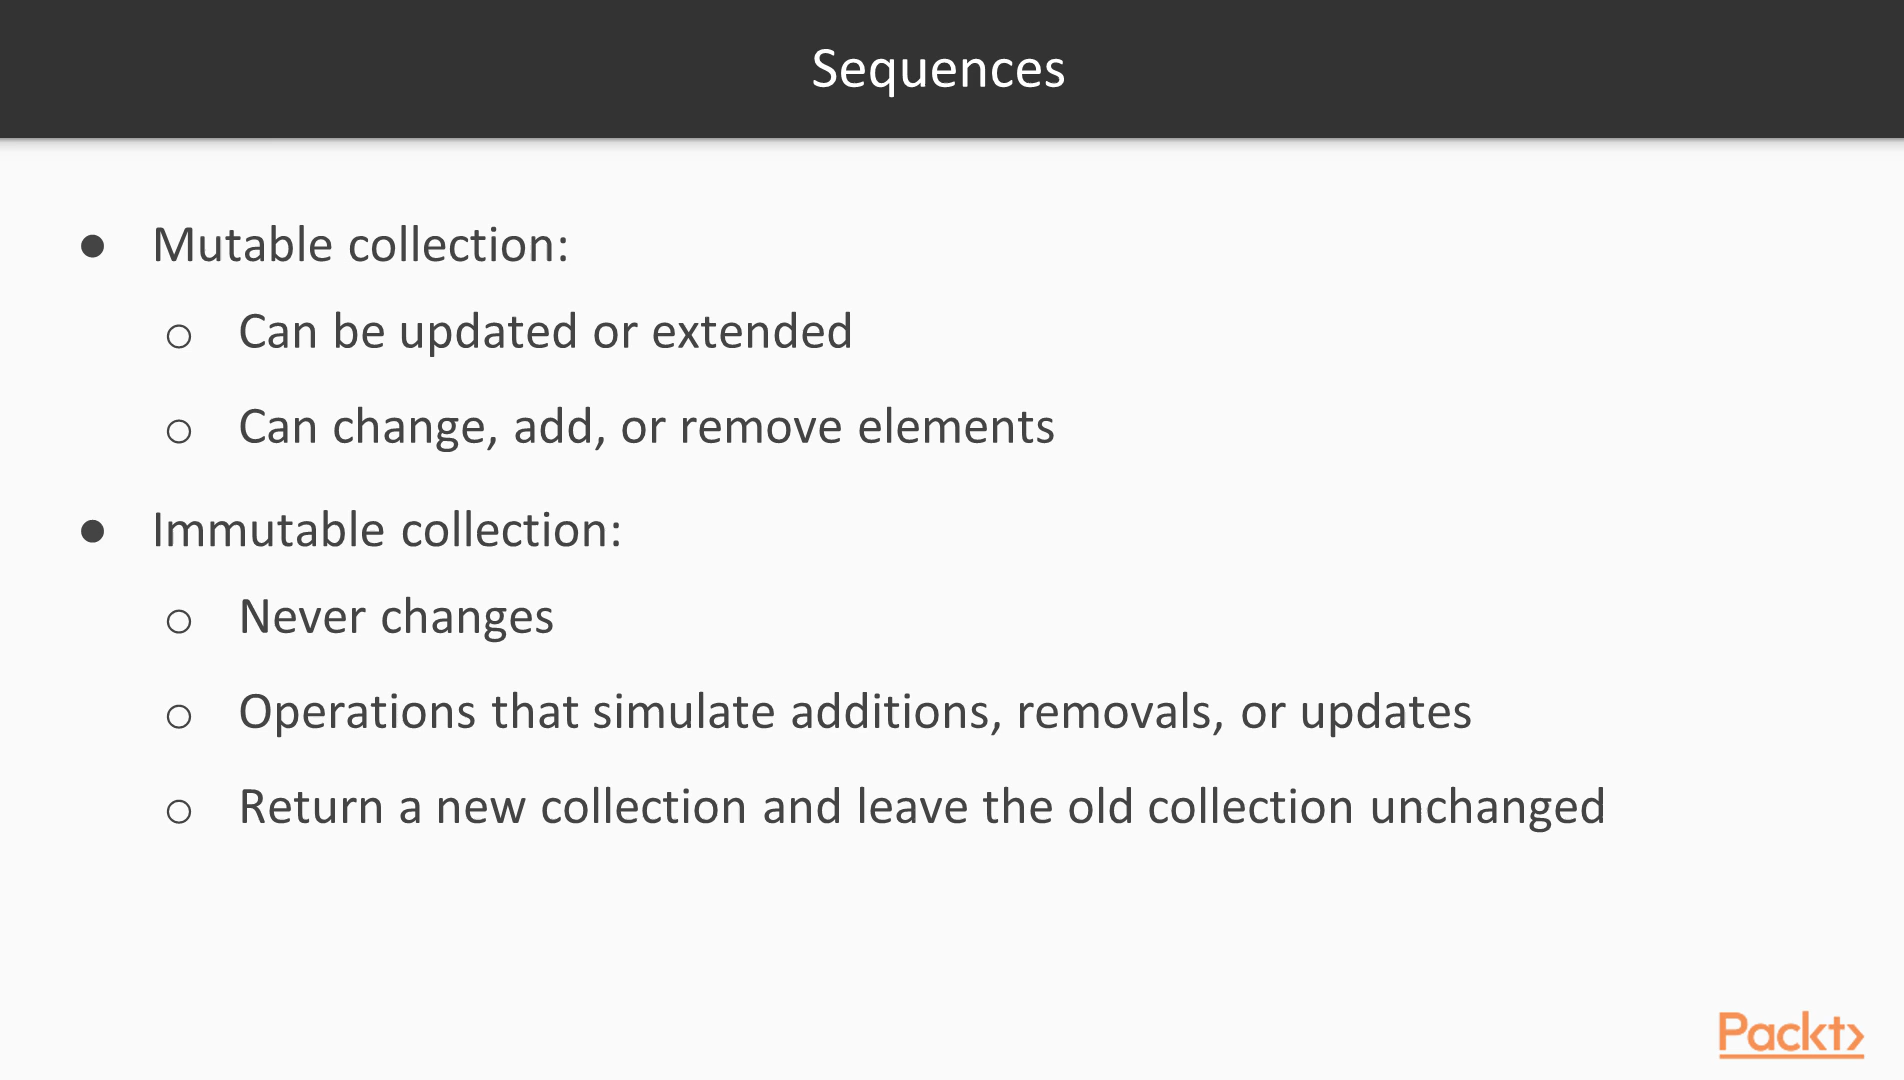 Sequences
● Mutable collection:
○ Can be updated or extended
○ Can change, add, or remove elements
● Immutable collection:
○ Never changes
○ Operations that simulate additions, removals, or updates
○ Return a new collection and leave the old collection unchanged
Packt>